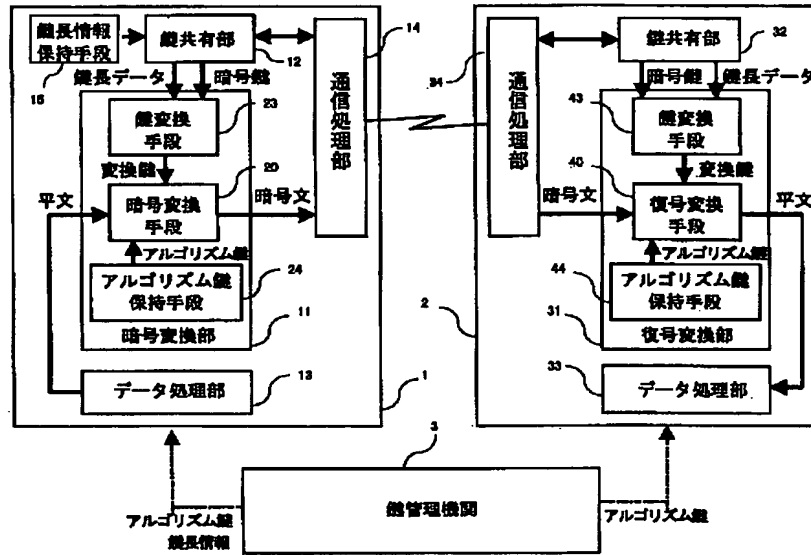 鍵長情報
保持手段
15
鍵共有部
12
14
鍵長データ
暗号鍵
鍵変換
手段
23
変換鍵
20
平文
暗号変換
手段
暗号文
通信処理部
アルゴリズム鍵
アルゴリズム鍵
保持手段
24
暗号変換部
11
データ処理部
13
1
34
通信処理部
鍵共有部
32
暗号鍵
鍵長データ
43
鍵変換
手段
変換鍵
40
暗号文
復号変換
手段
平文
アルゴリズム鍵
44
アルゴリズム鍵
保持手段
2
31
復号変換部
33
データ処理部
3
鍵管理機関
アルゴリズム鍵
鍵長情報
アルゴリズム鍵